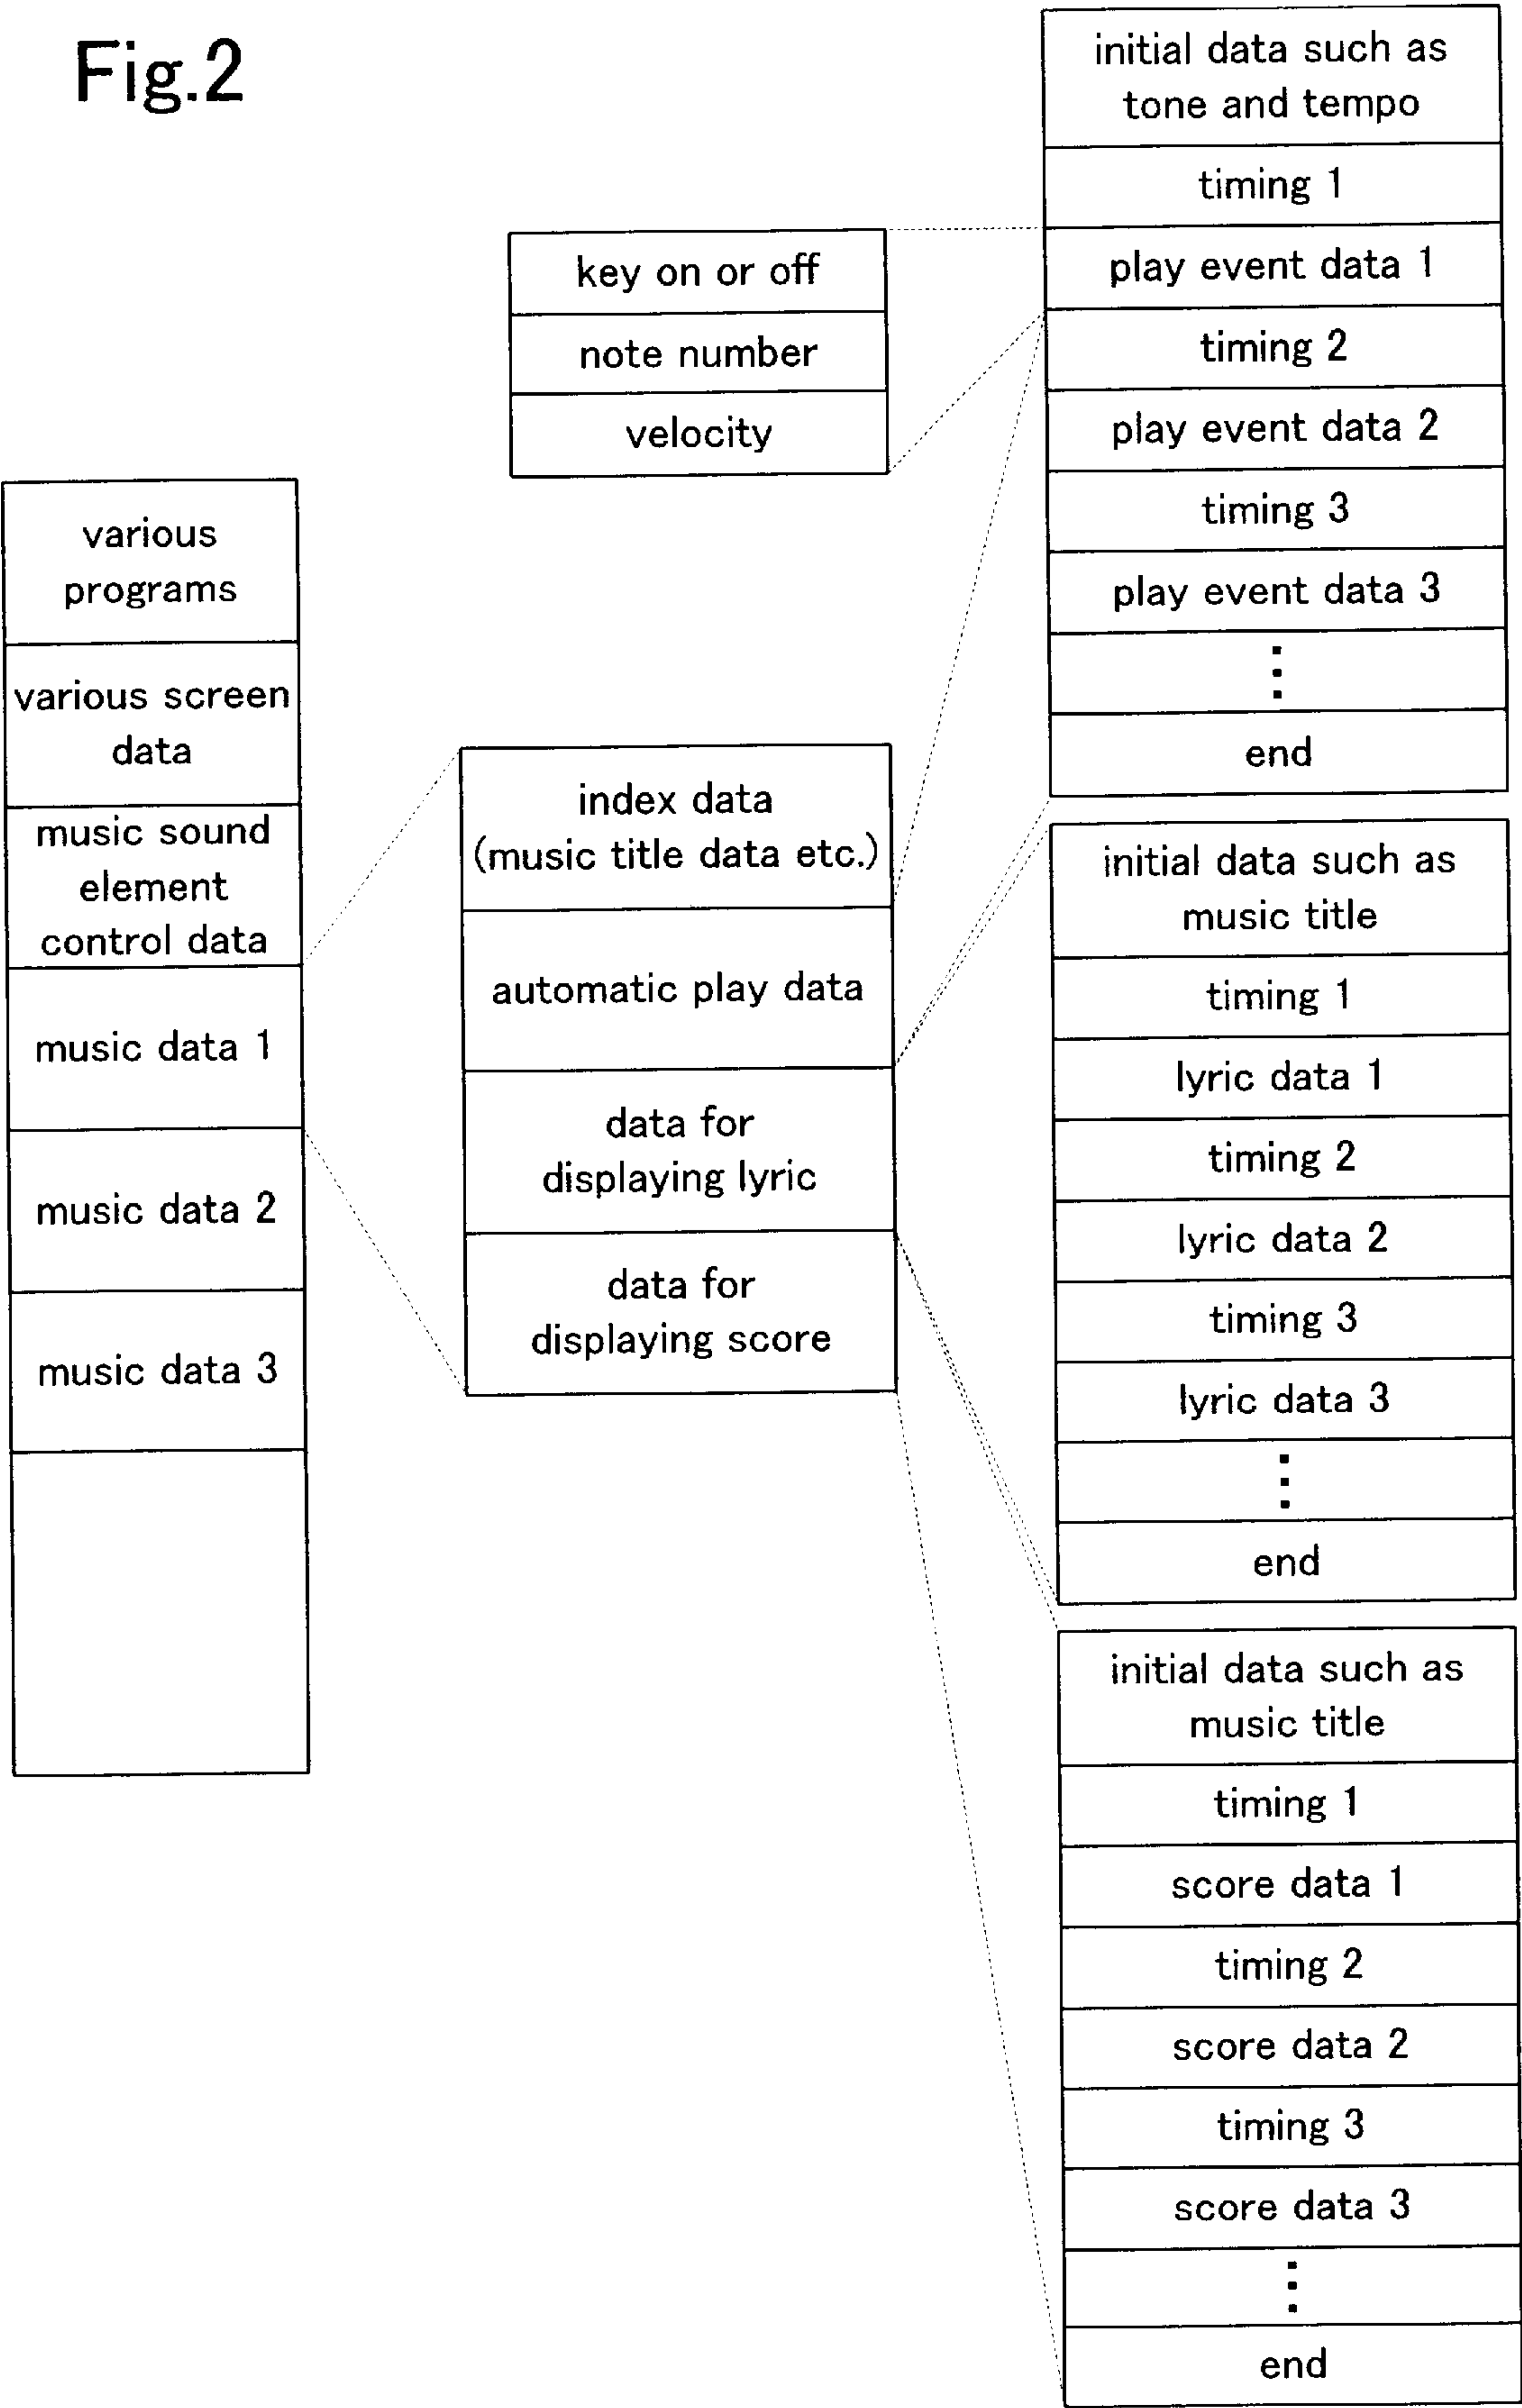 Fig.2
various
programs
various screen
data
music sound
element
control data
music data 1
music data 2
music data 3
key on or off
note number
velocity
index data
(music title data etc.)
automatic play data
data for
displaying lyric
data for
displaying score
initial data such as
tone and tempo
timing 1
play event data 1
timing 2
play event data 2
timing 3
play event data 3
⋮
end
initial data such as
music title
timing 1
lyric data 1
timing 2
lyric data 2
timing 3
lyric data 3
⋮
end
initial data such as
music title
timing 1
score data 1
timing 2
score data 2
timing 3
score data 3
⋮
end